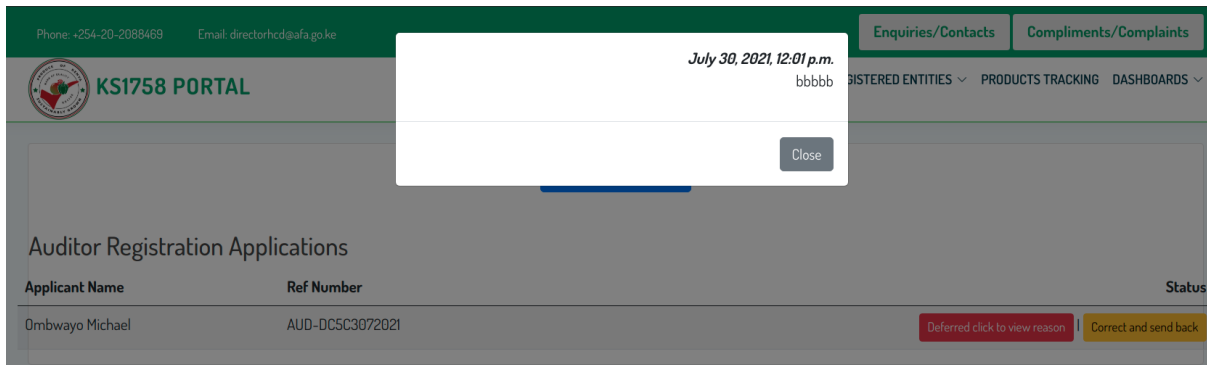 Phone: +254-20-2088469 Email: directorhcd@afa.go.ke Enquiries/Contacts Compliments/Complaints
July 30, 2021, 12:01 p.m.
bbbbb
KS1758 PORTAL GISTERED ENTITIES PRODUCTS TRACKING DASHBOARDS
Close
Auditor Registration Applications
Applicant Name Ref Number Status
Ombwayo Michael AUD-DC5C3072021 Deferred click to view reason | Correct and send back